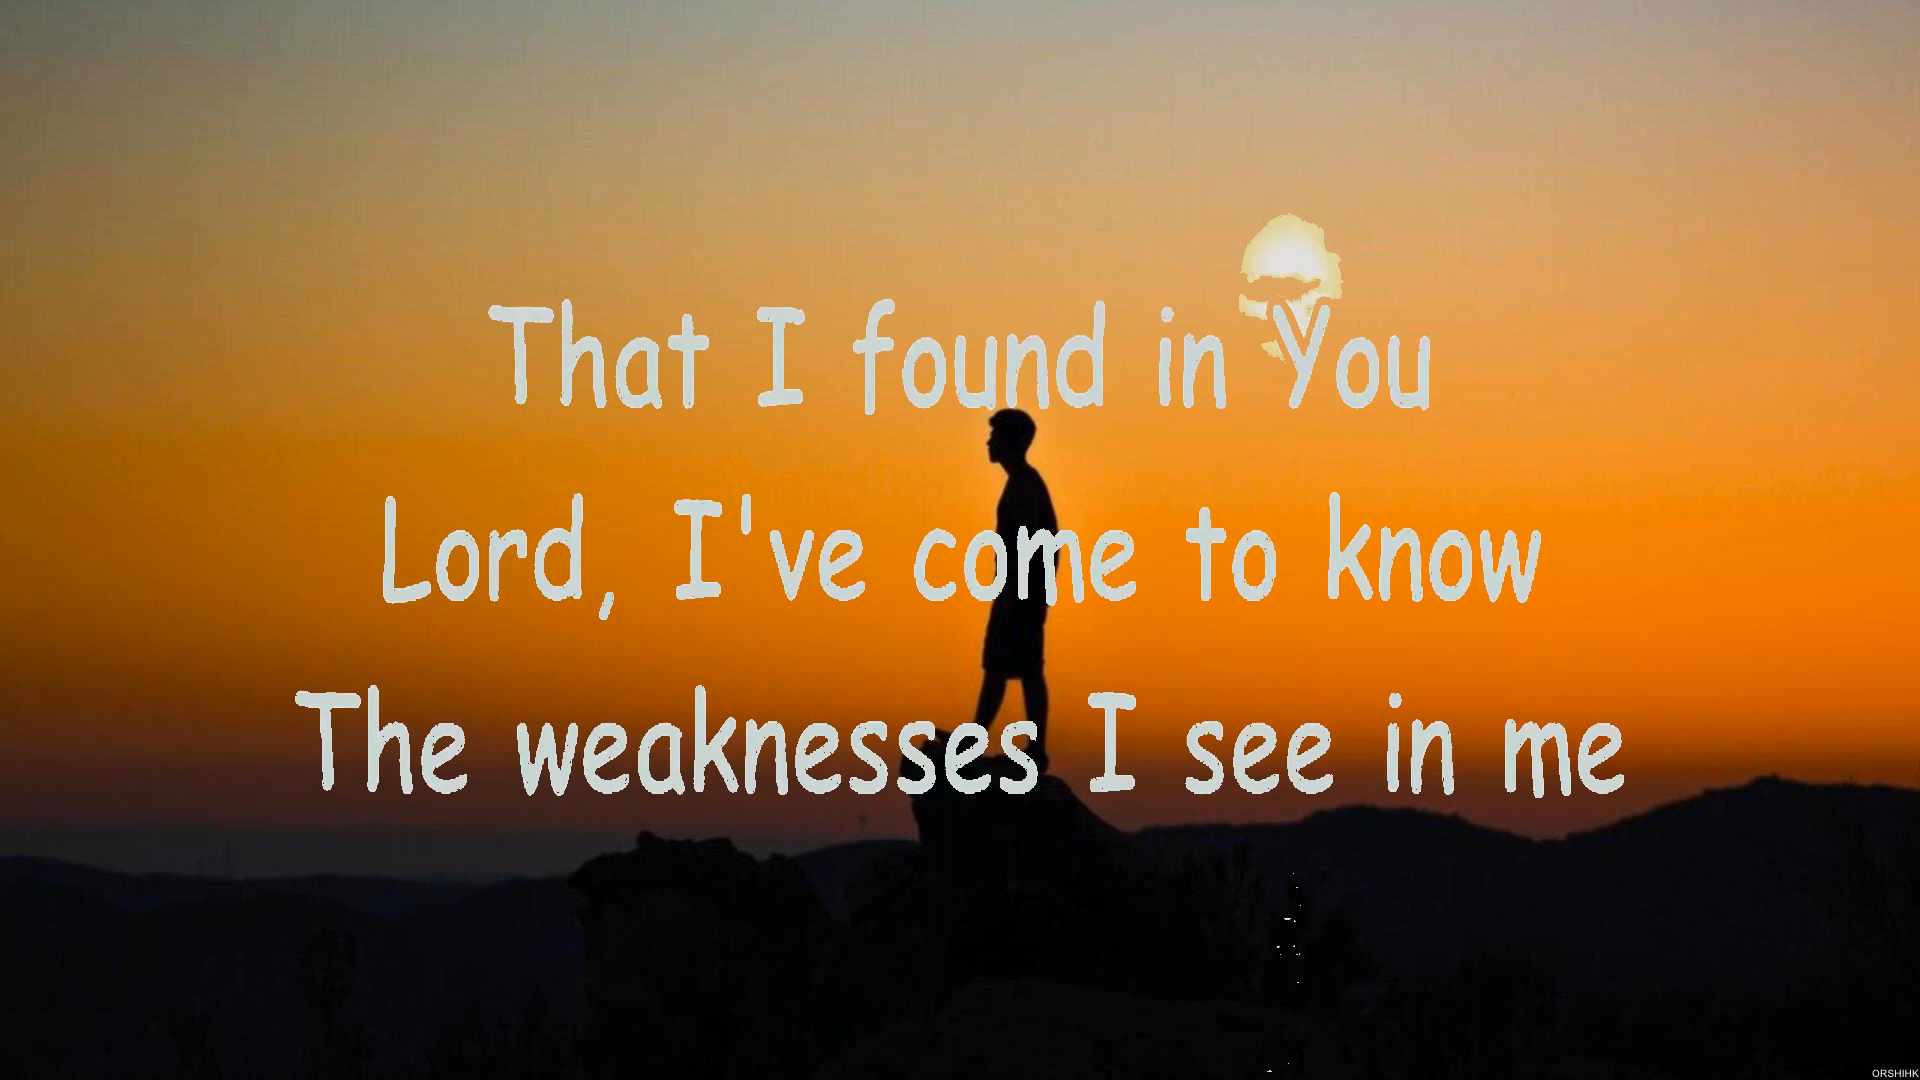 That I found in You
Lord, I've come to know
The weaknesses I see in me
ORSHIHK